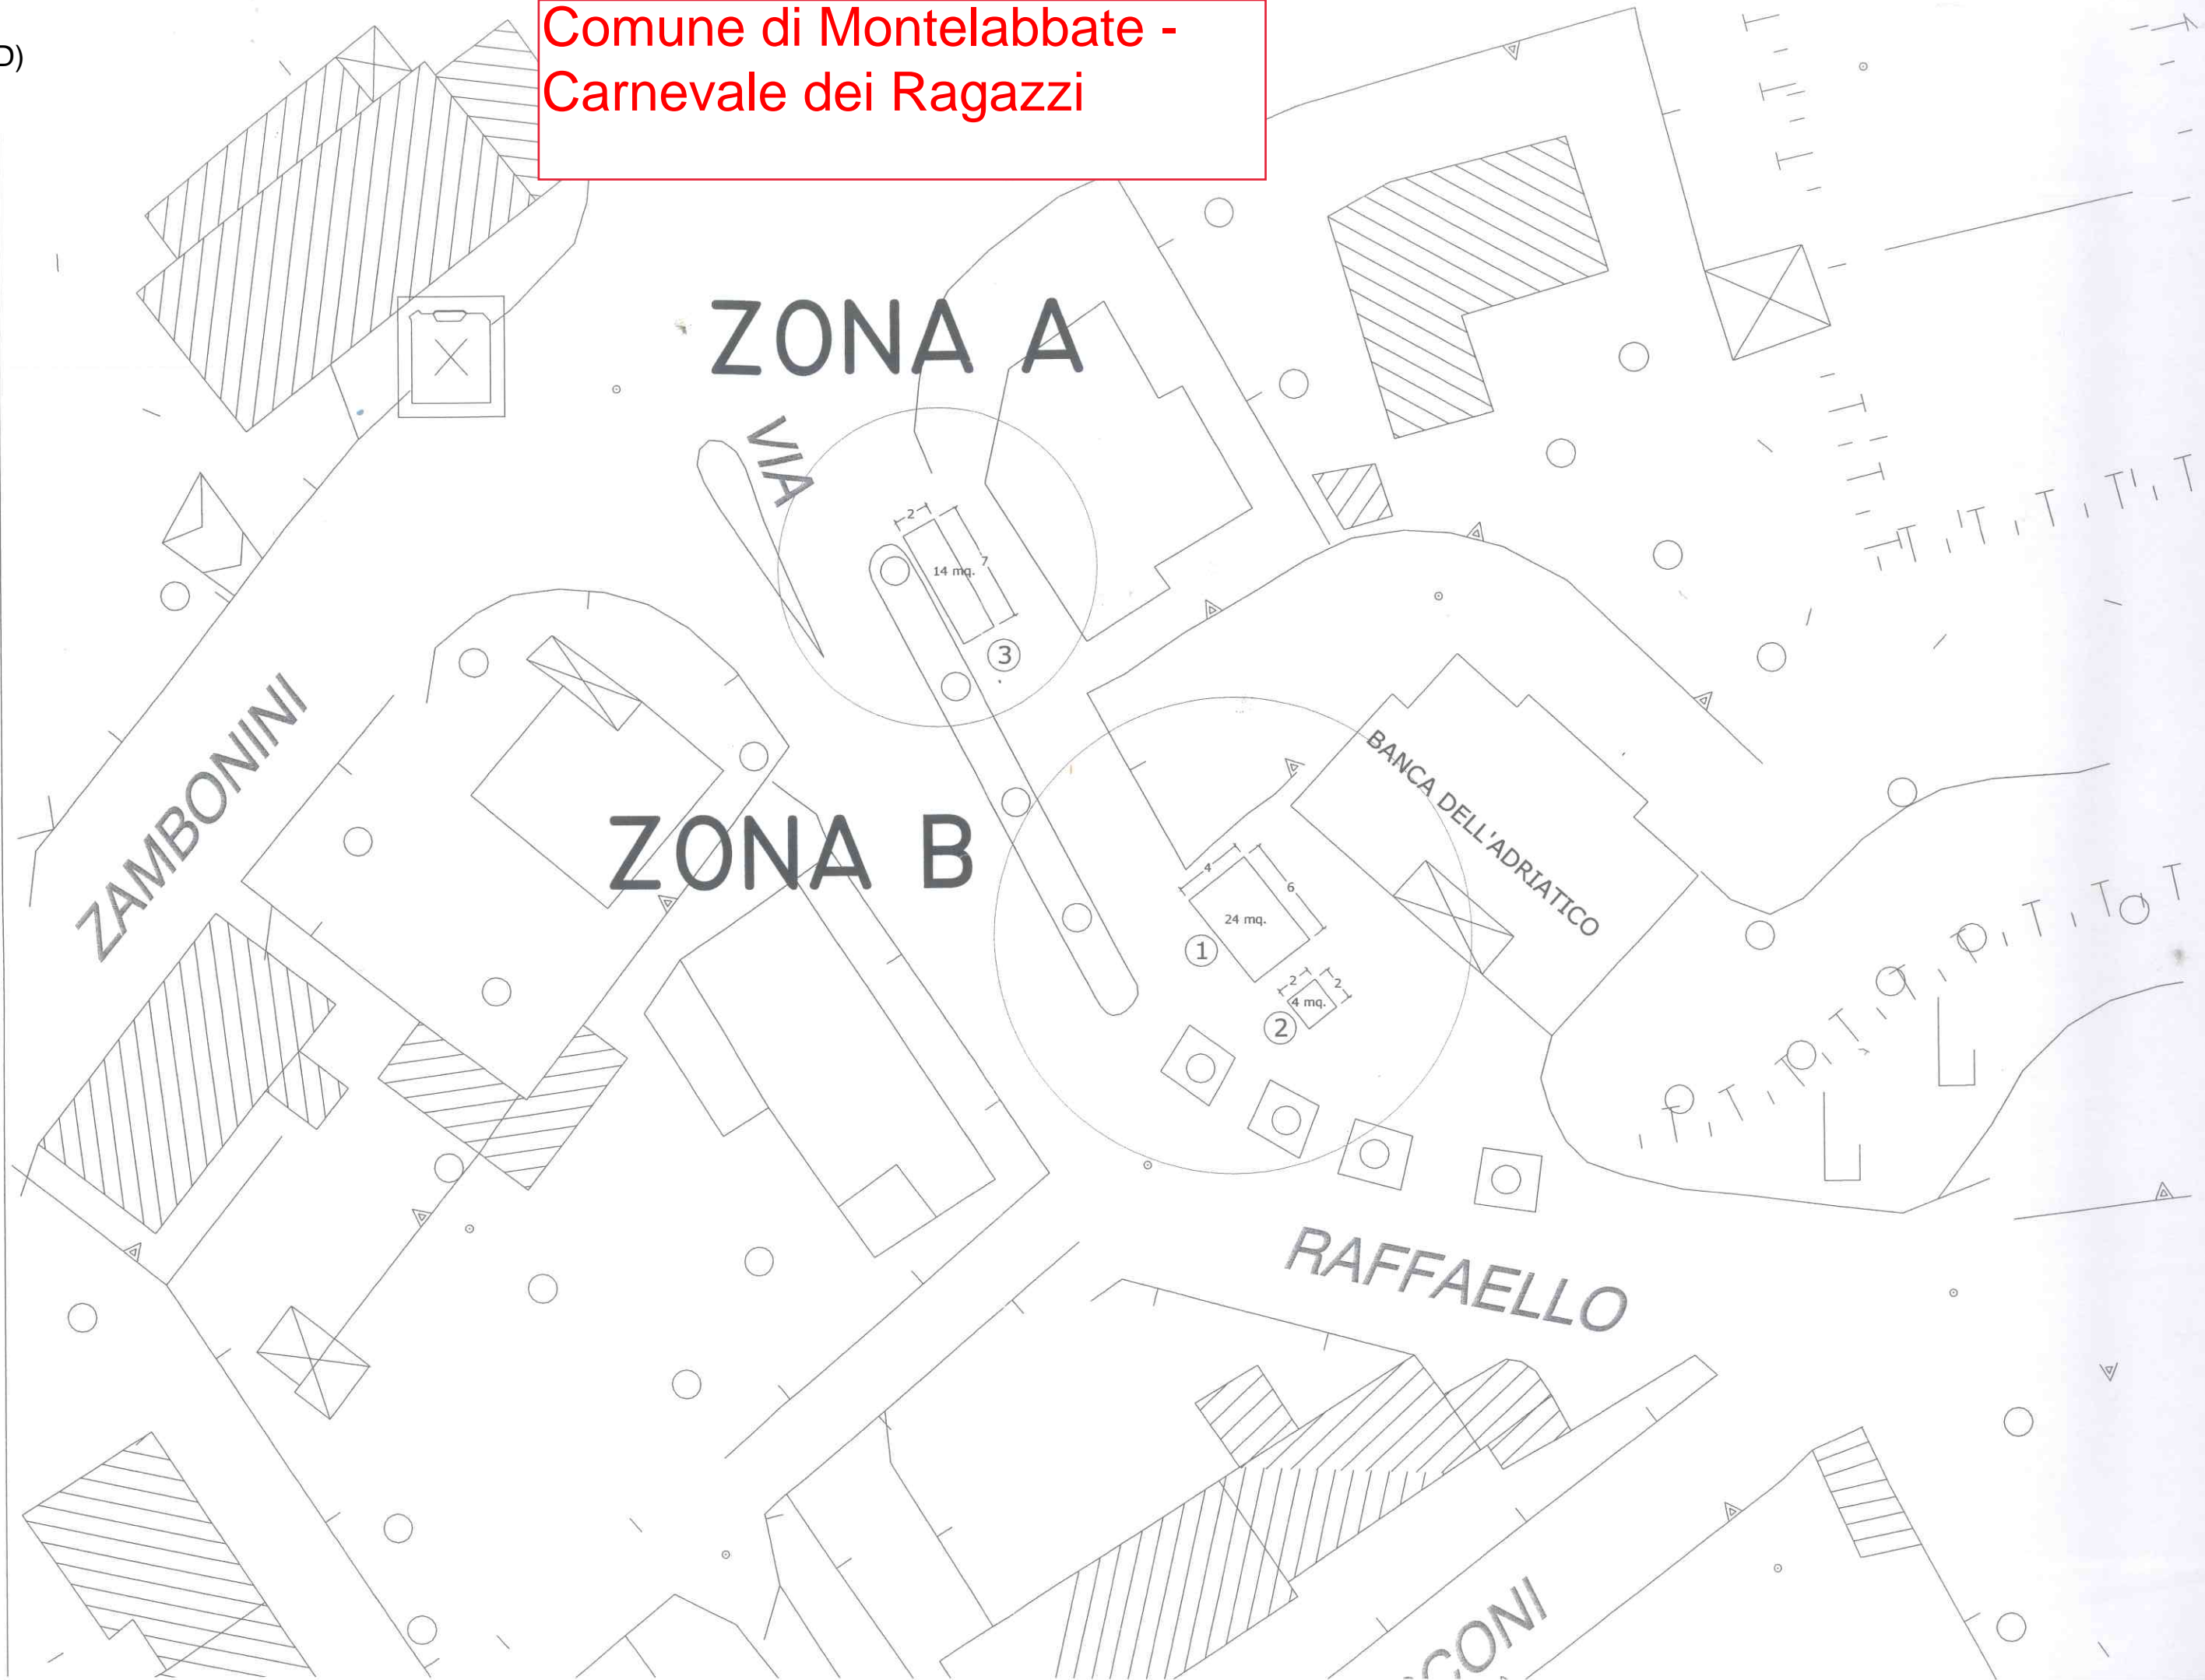 D)
Comune di Montelabbate -
Carnevale dei Ragazzi
ZONA A
VIA
2
7
14 mq.
3
ZAMBONINI
BANCA DELL'ADRIATICO
ZONA B
4
6
24 mq.
1
2
2
4 mq.
2
RAFFAELLO